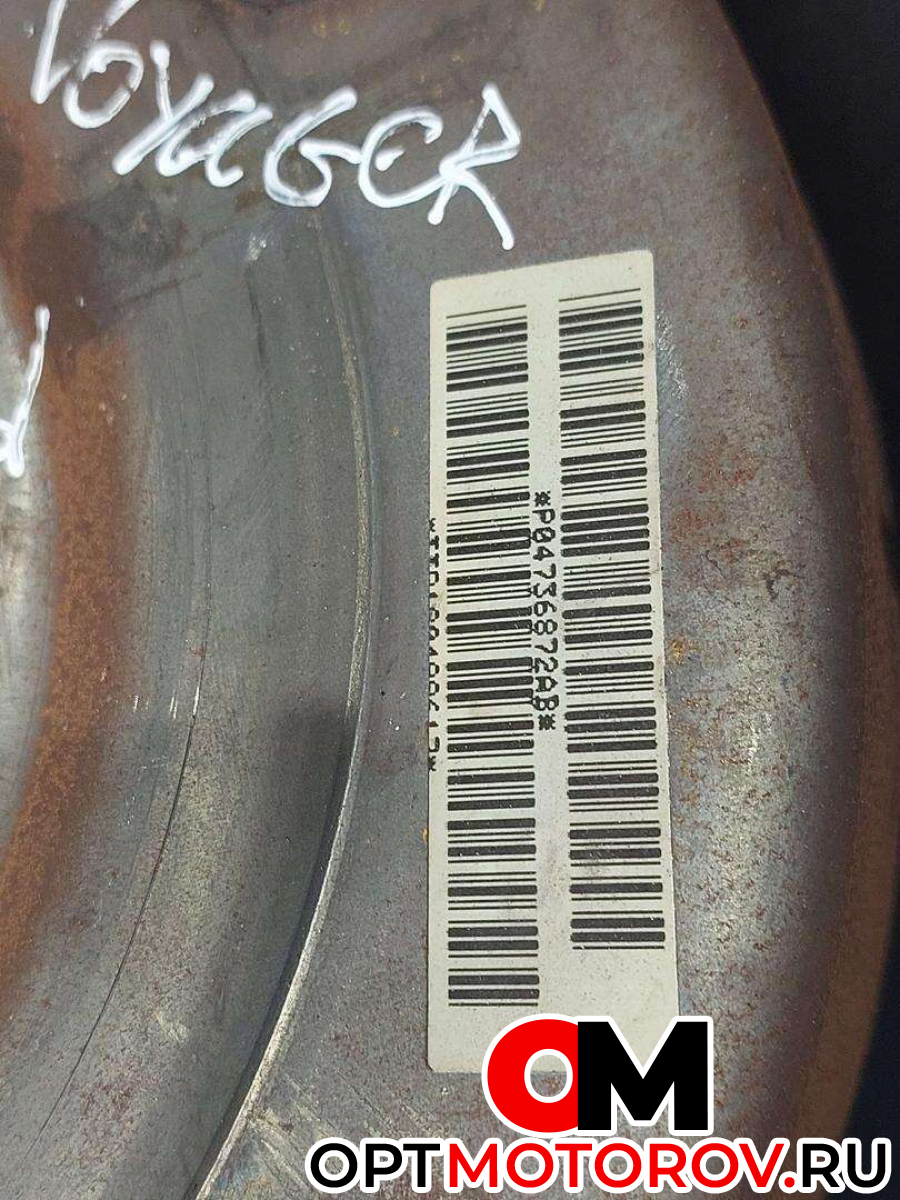 VOYAGER
*P04736872AB*
OM
OPTMOTOROV.RU